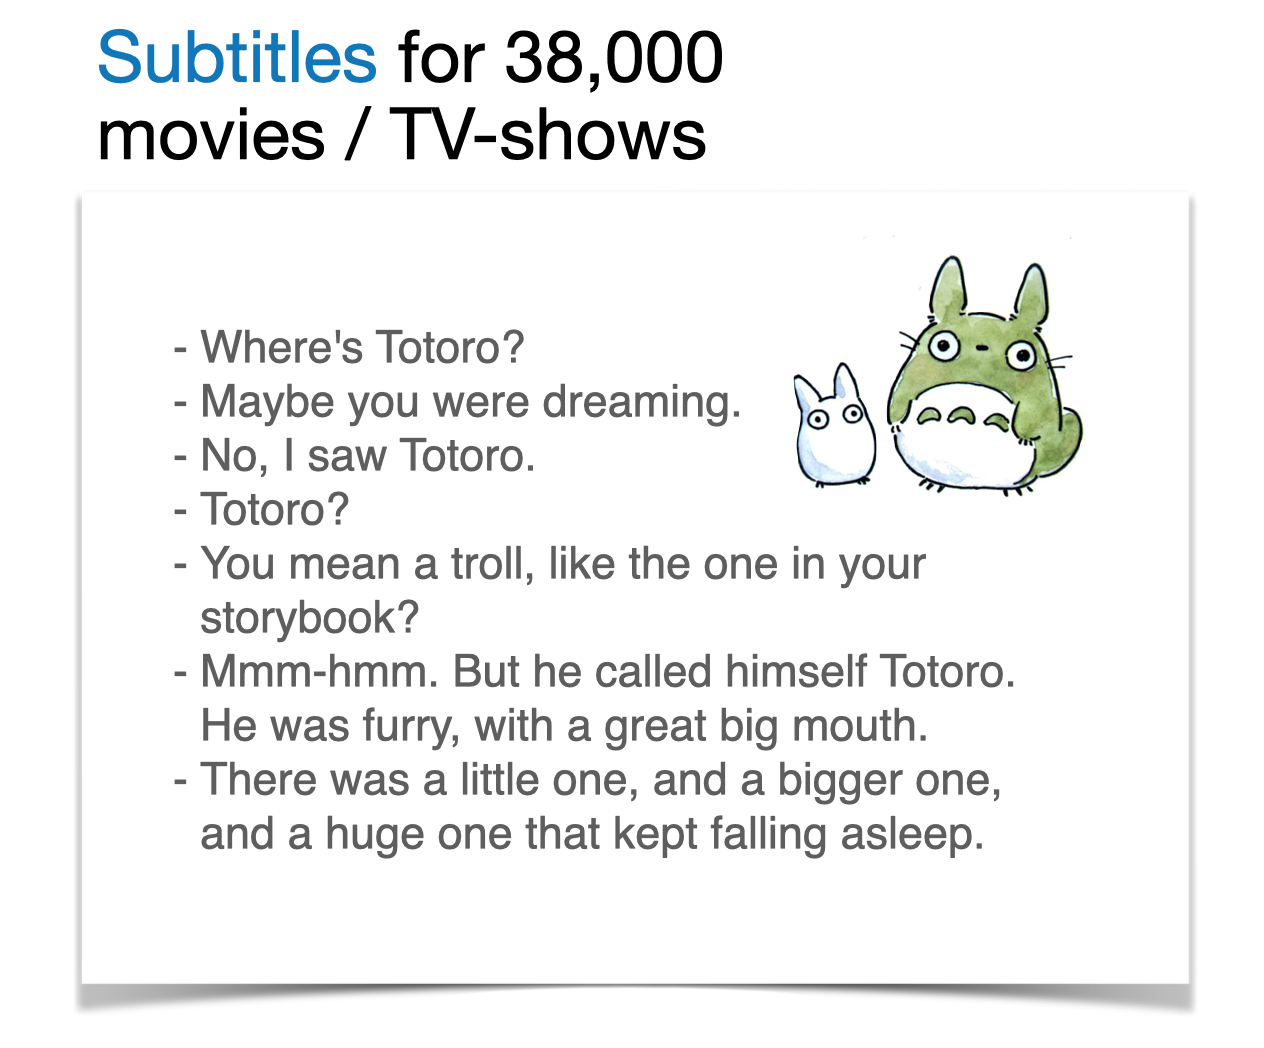 Subtitles for 38,000
movies / TV-shows
- Where's Totoro?
- Maybe you were dreaming.
- No, I saw Totoro.
- Totoro?
- You mean a troll, like the one in your
storybook?
- Mmm-hmm. But he called himself Totoro.
He was furry, with a great big mouth.
- There was a little one, and a bigger one,
and a huge one that kept falling asleep.